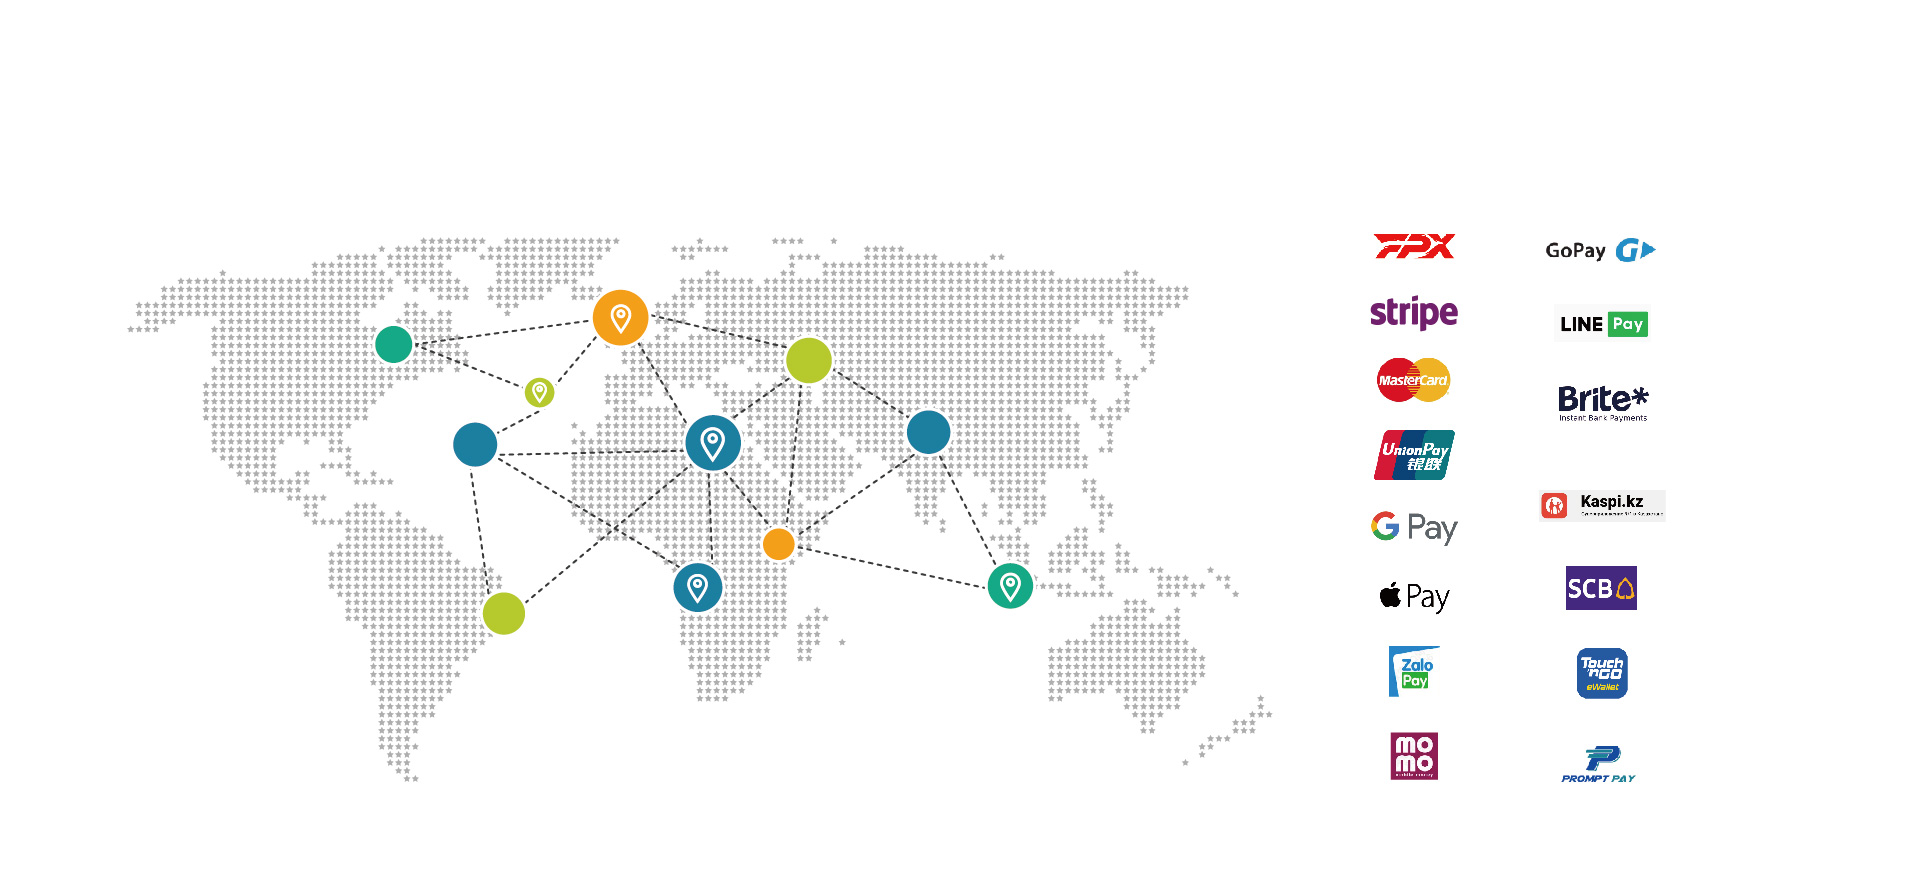 FPX
stripe
MasterCard
UnionPay
银联
G Pay
Pay
Zalo
Pay
mo
mo
GoPay G
LINE Pay
Brite*
Instant Bank Payments
Kaspi.kz
SCB
Touch
'nGO
eWallet
PROMPT PAY